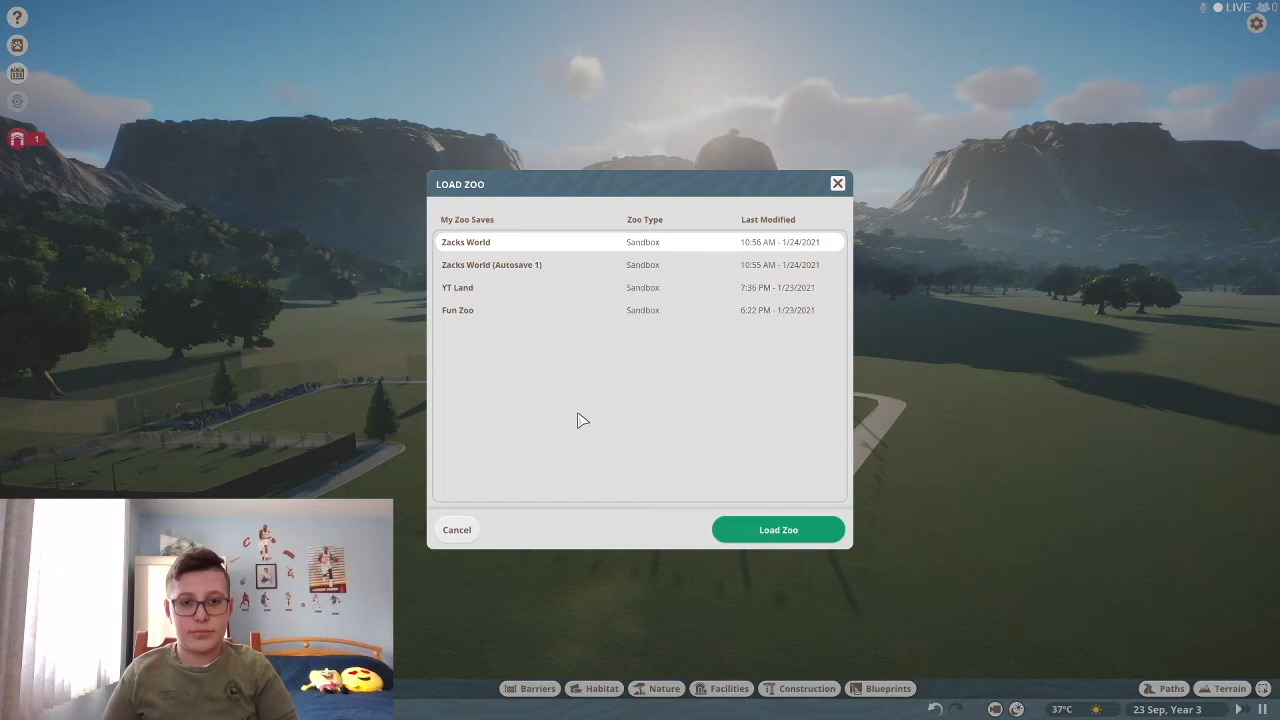 ?
LIVE
0
1
LOAD ZOO
My Zoo Saves Zoo Type Last Modified
Zacks World Sandbox 10:56 AM - 1/24/2021
Zacks World (Autosave 1) Sandbox 10:55 AM - 1/24/2021
YT Land Sandbox 7:36 PM - 1/23/2021
Fun Zoo Sandbox 6:22 PM - 1/23/2021
Cancel Load Zoo
Barriers Habitat Nature Facilities Construction Blueprints Paths Terrain
37°C 23 Sep, Year 3